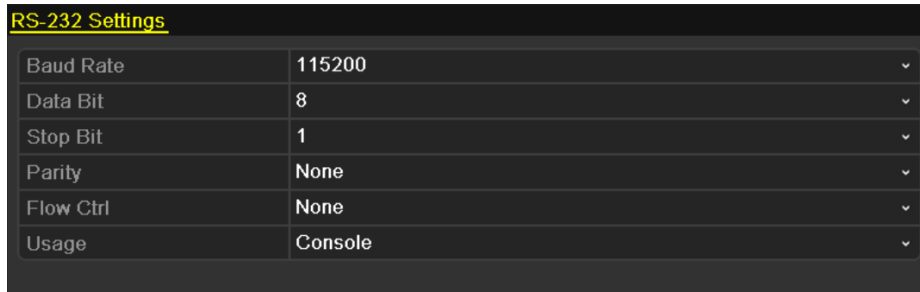 RS-232 Settings
Baud Rate 115200
Data Bit 8
Stop Bit 1
Parity None
Flow Ctrl None
Usage Console